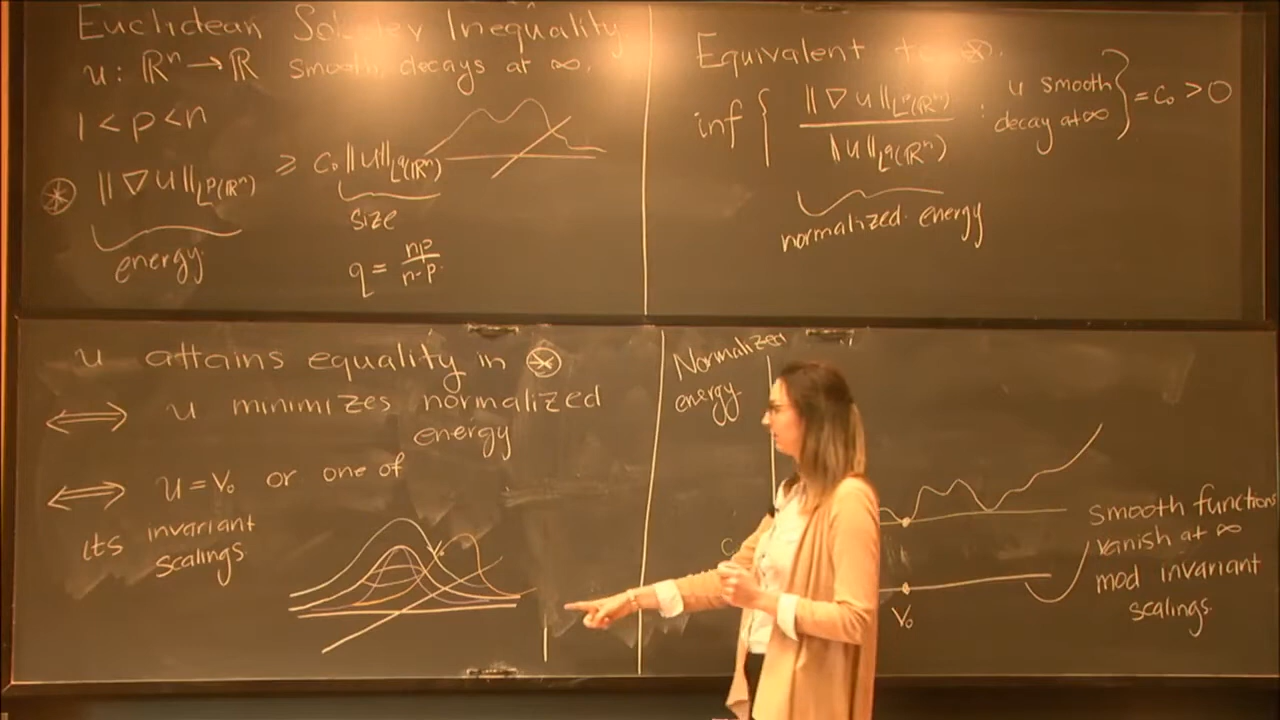 Euclidean Sobolev Inequality
u : ℝⁿ → ℝ smooth, decays at ∞.
1 < p < n
⊛ ‖∇u‖_{Lᵖ(ℝⁿ)} ≥ c₀‖u‖_{L^q(ℝⁿ)}
energy. size
q = np/n-p.
Equivalent to ⊛.
inf { ‖∇u‖_{Lᵖ(ℝⁿ)} / ‖u‖_{L^q(ℝⁿ)} : u smooth decay at ∞ } = c₀ > 0
normalized energy
u attains equality in ⊛
⟺ u minimizes normalized
energy
⟺ u = V₀ or one of
its invariant
scalings
Normalized
energy.
V₀
smooth functions
vanish at ∞
mod invariant
scalings.